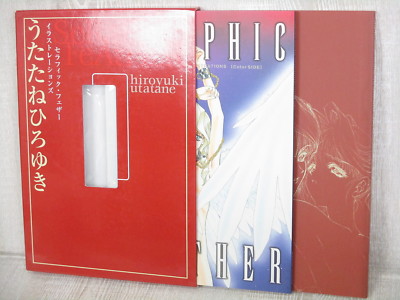 セラフィック・フェザー
イラストレーションズ
うたたねひろゆき
hiroyuki
utatane
PHIC
HER